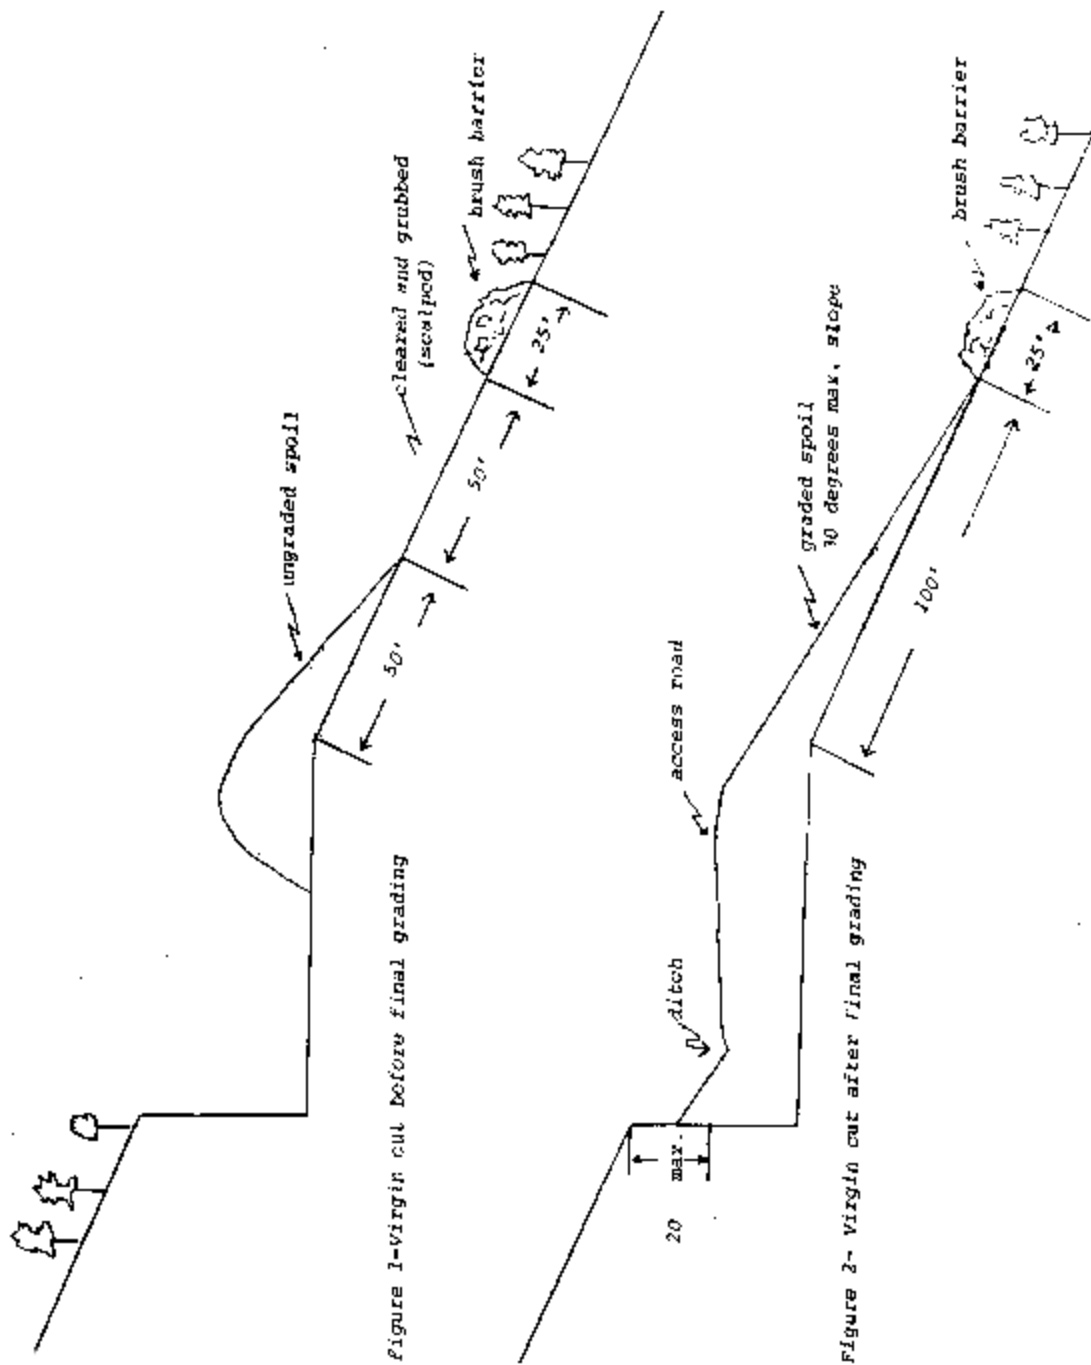 ungraded spoil
cleared and grubbed
(scalped)
brush barrier
50'
50'
25'
Figure 1-Virgin cut before final grading
ditch
access road
graded spoil
30 degrees max. slope
brush barrier
20
max.
100'
25'
Figure 2- Virgin cut after final grading